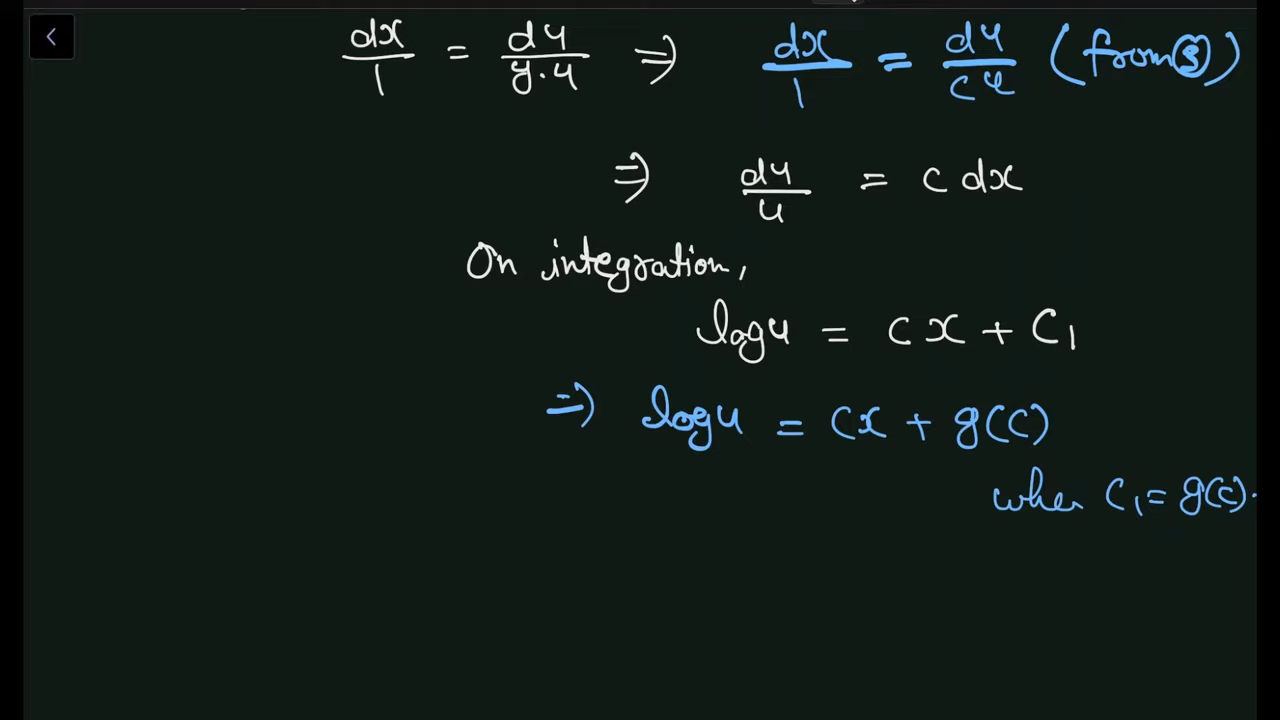 dx/1 = du/y·u ⇒ dx/1 = du/cu (from ③)
⇒ du/u = c dx
On integration,
log u = cx + C₁
⇒ log u = cx + g(c)
when C₁ = g(c).